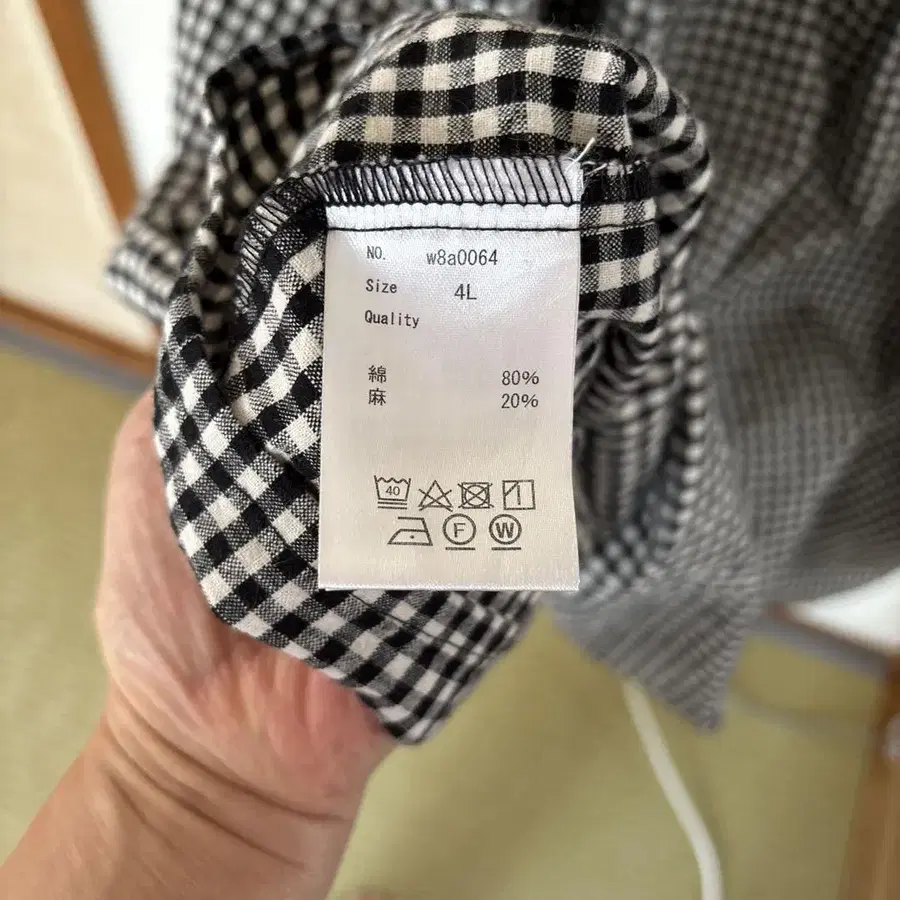 NO. w8a0064
Size 4L
Quality
綿 80%
麻 20%
40
F W